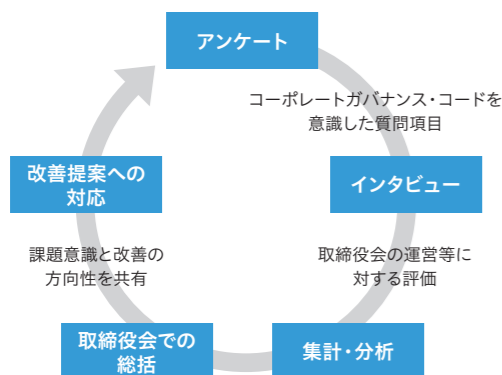 アンケート
コーポレートガバナンス・コードを
意識した質問項目
インタビュー
取締役会の運営等に
対する評価
集計・分析
取締役会での
総括
課題意識と改善の
方向性を共有
改善提案への
対応